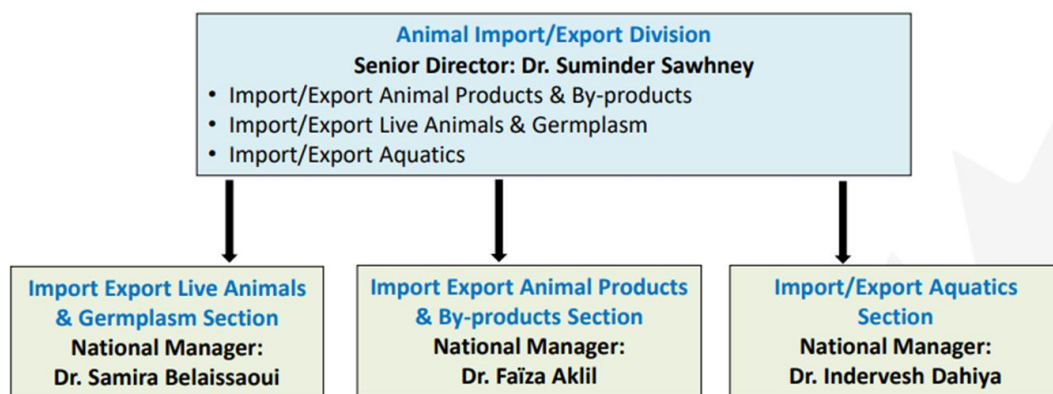 Animal Import/Export Division
Senior Director: Dr. Suminder Sawhney
• Import/Export Animal Products & By-products
• Import/Export Live Animals & Germplasm
• Import/Export Aquatics
Import Export Live Animals
& Germplasm Section
National Manager:
Dr. Samira Belaissaoui
Import Export Animal Products
& By-products Section
National Manager:
Dr. Faïza Aklil
Import/Export Aquatics
Section
National Manager:
Dr. Indervesh Dahiya